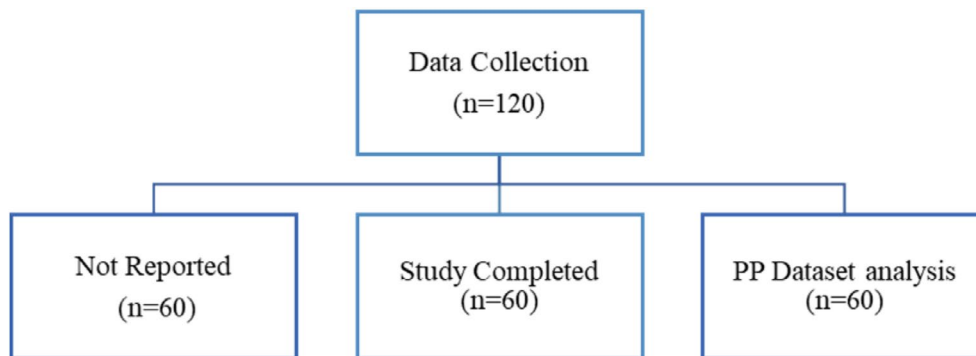 Data Collection
(n=120)
Not Reported
(n=60)
Study Completed
(n=60)
PP Dataset analysis
(n=60)